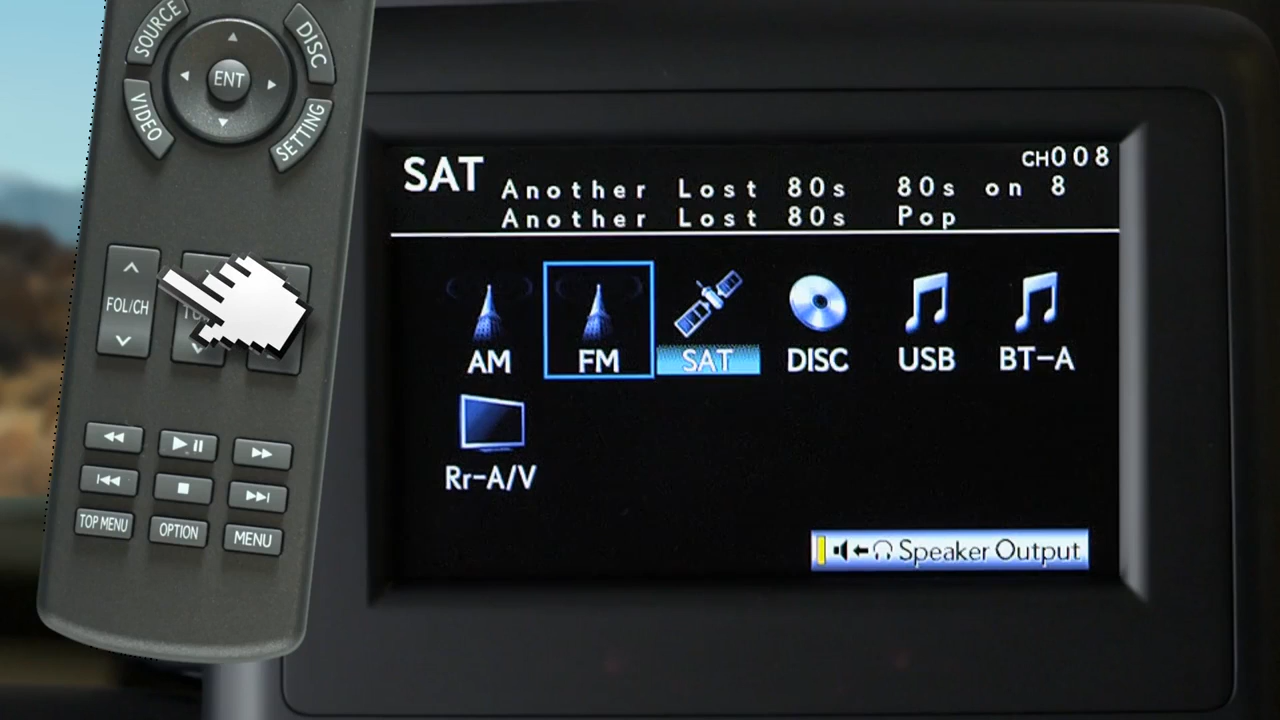 SOURCE
DISC
ENT
VIDEO
SETTING
FOL/CH
TOP MENU
OPTION
MENU
SAT
CH008
Another Lost 80s 80s on 8
Another Lost 80s Pop
AM
FM
SAT
DISC
USB
BT-A
Rr-A/V
Speaker Output